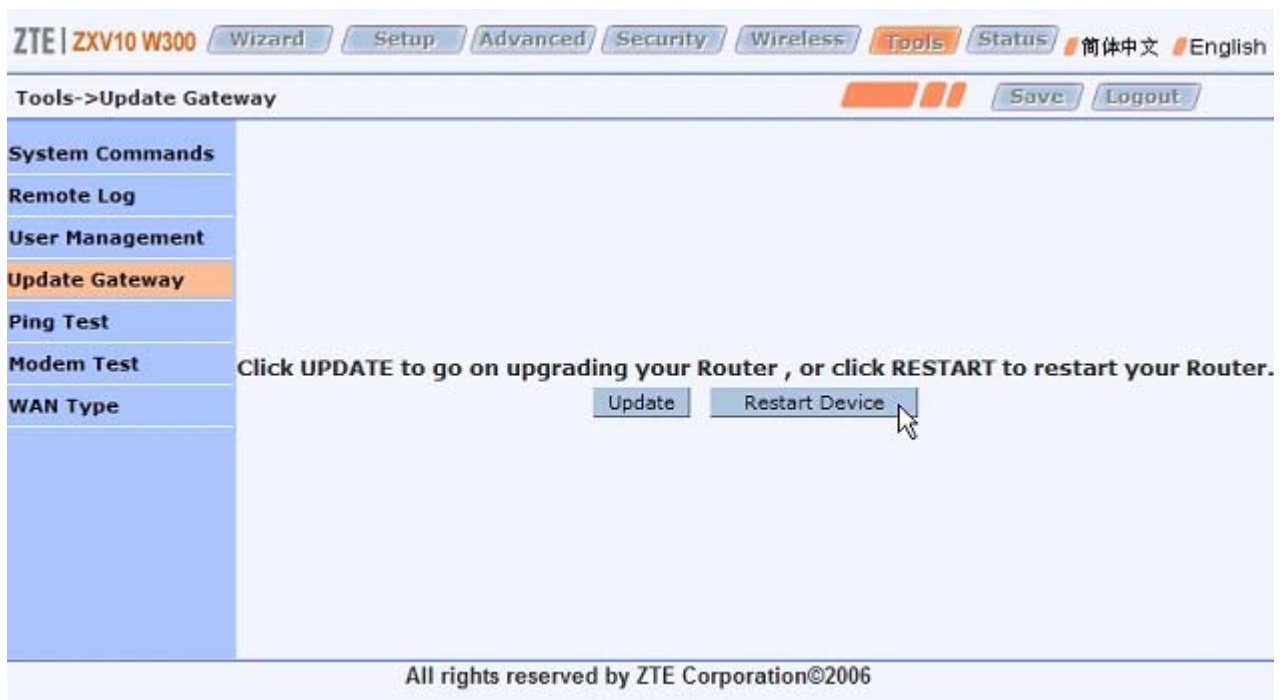 ZTE | ZXV10 W300 Wizard Setup Advanced Security Wireless Tools Status 简体中文 English
Tools->Update Gateway Save Logout
System Commands
Remote Log
User Management
Update Gateway
Ping Test
Modem Test
WAN Type
Click UPDATE to go on upgrading your Router , or click RESTART to restart your Router.
Update Restart Device
All rights reserved by ZTE Corporation©2006